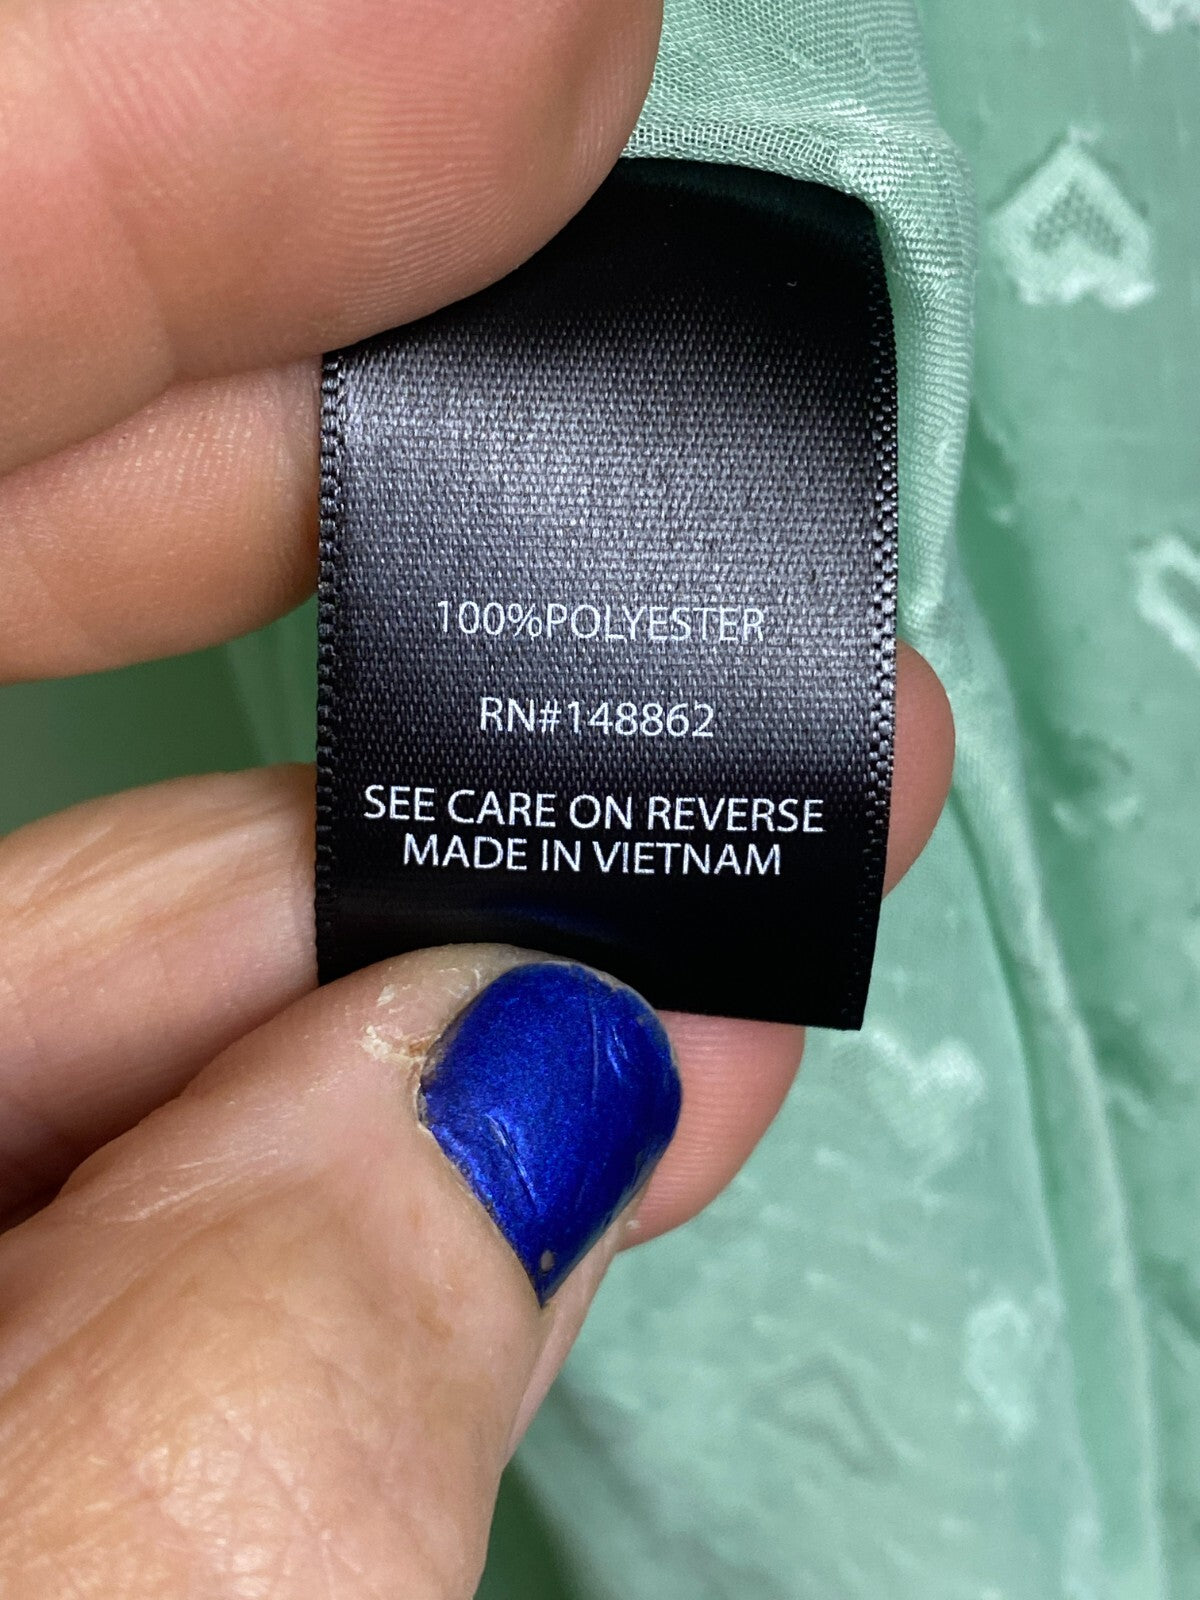 100%POLYESTER
RN#148862
SEE CARE ON REVERSE
MADE IN VIETNAM